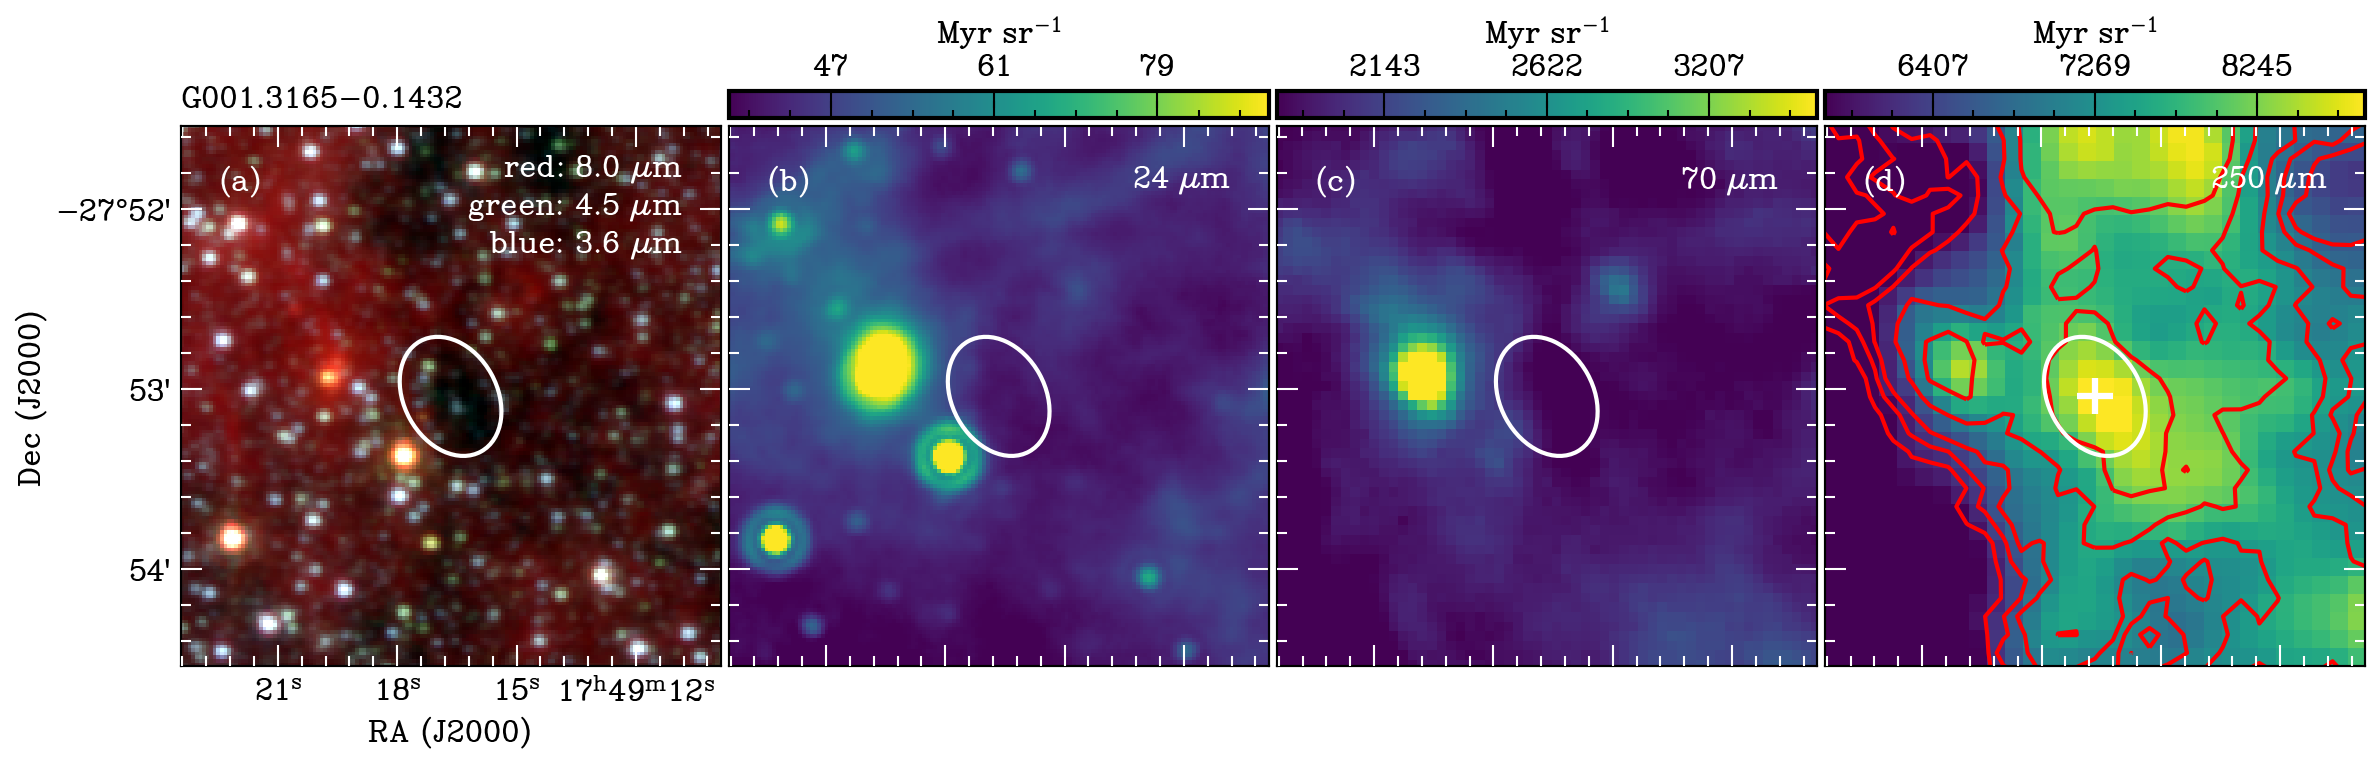 Myr sr⁻¹
47 61 79
Myr sr⁻¹
2143 2622 3207
Myr sr⁻¹
6407 7269 8245
G001.3165−0.1432
(a)
red: 8.0 μm
green: 4.5 μm
blue: 3.6 μm
(b)
24 μm
(c)
70 μm
(d)
250 μm
Dec (J2000)
−27°52'
53'
54'
21ˢ 18ˢ 15ˢ 17ʰ49ᵐ12ˢ
RA (J2000)